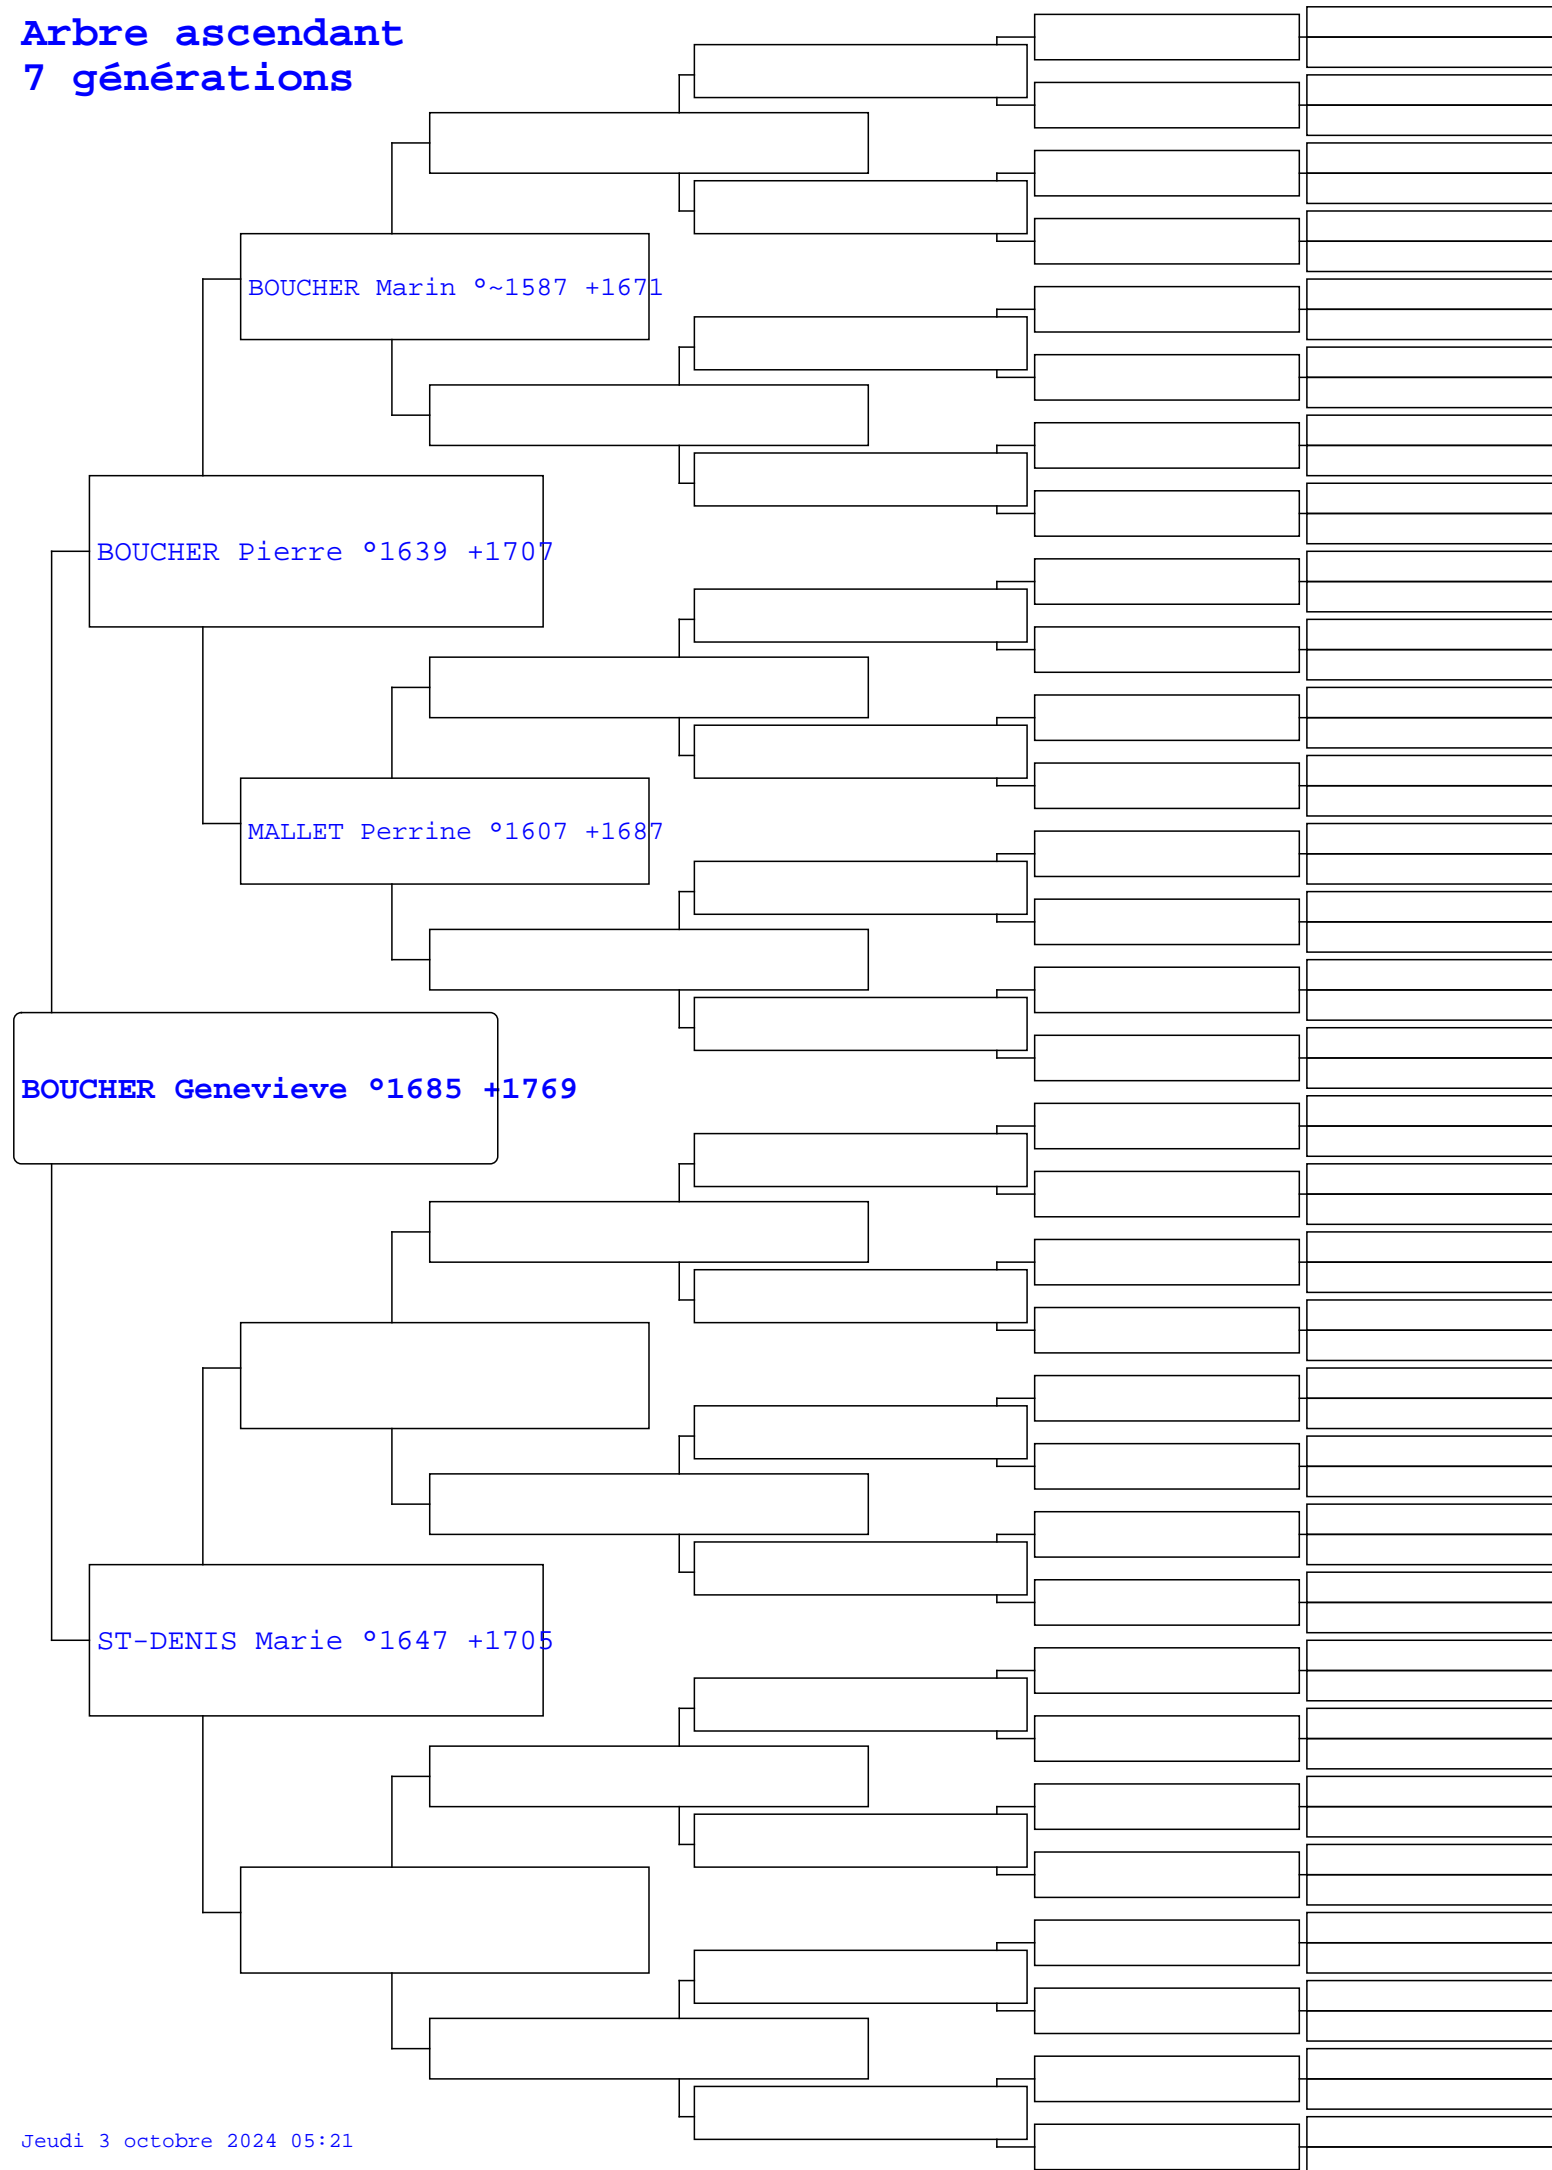 Arbre ascendant
7 générations
BOUCHER Marin °~1587 +1671
BOUCHER Pierre °1639 +1707
MALLET Perrine °1607 +1687
BOUCHER Genevieve °1685 +1769
ST-DENIS Marie °1647 +1705
Jeudi 3 octobre 2024 05:21